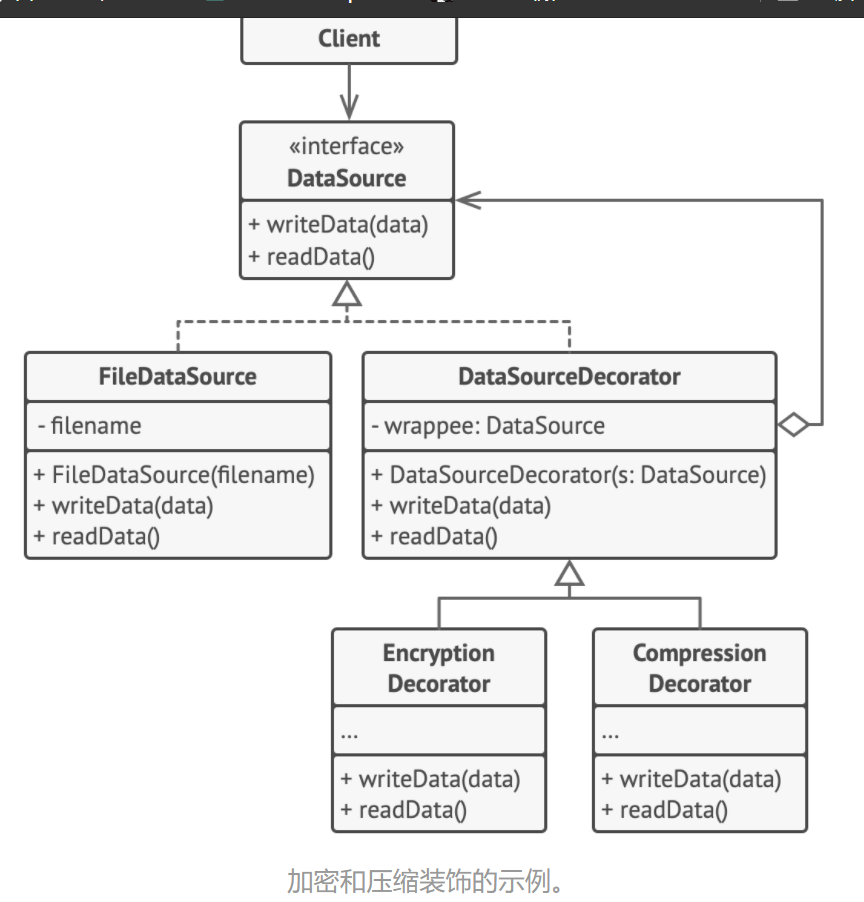 Client
«interface»
DataSource
+ writeData(data)
+ readData()
FileDataSource
- filename
+ FileDataSource(filename)
+ writeData(data)
+ readData()
DataSourceDecorator
- wrappee: DataSource
+ DataSourceDecorator(s: DataSource)
+ writeData(data)
+ readData()
Encryption
Decorator
...
+ writeData(data)
+ readData()
Compression
Decorator
...
+ writeData(data)
+ readData()
加密和压缩装饰的示例。